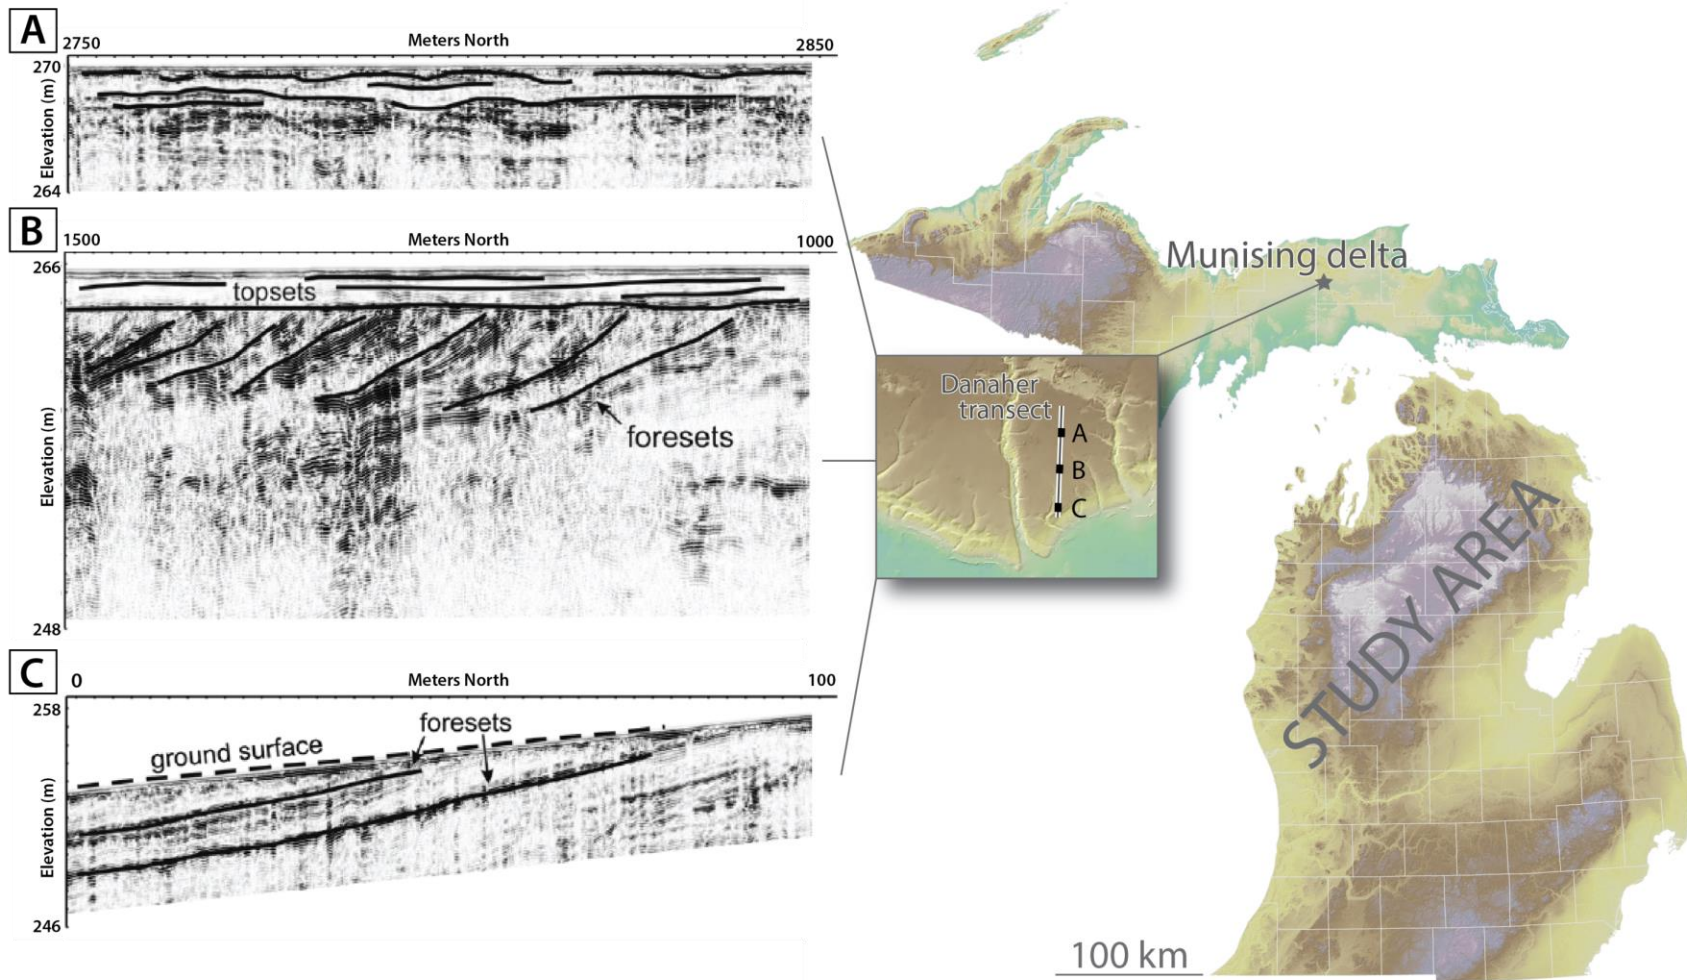 A
2750
Meters North
2850
270
Elevation (m)
264
B
1500
Meters North
1000
266
topsets
foresets
Elevation (m)
248
C
0
Meters North
100
258
foresets
ground surface
Elevation (m)
246
Munising delta
Danaher
transect
A
B
C
STUDY AREA
100 km